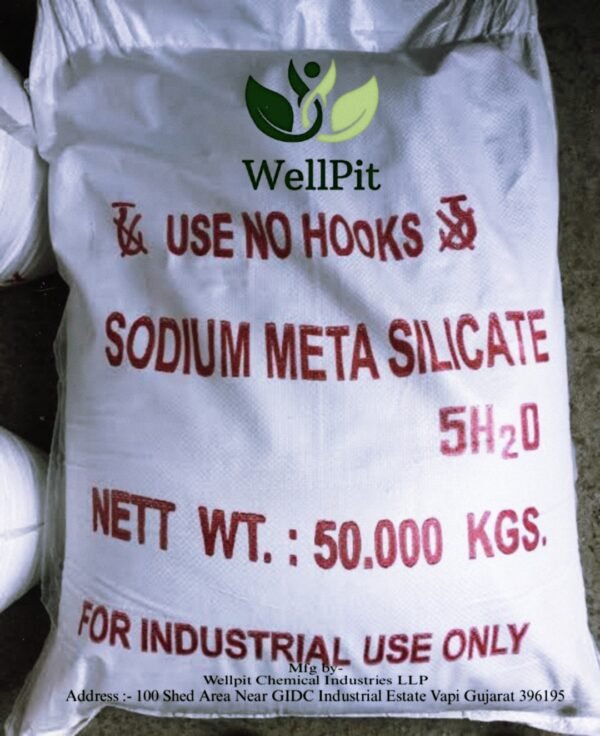 WellPit
USE NO HOOKS
SODIUM META SILICATE
5H₂O
NETT WT. : 50.000 KGS.
FOR INDUSTRIAL USE ONLY
Mfg by-
Wellpit Chemical Industries LLP
Address :- 100 Shed Area Near GIDC Industrial Estate Vapi Gujarat 396195